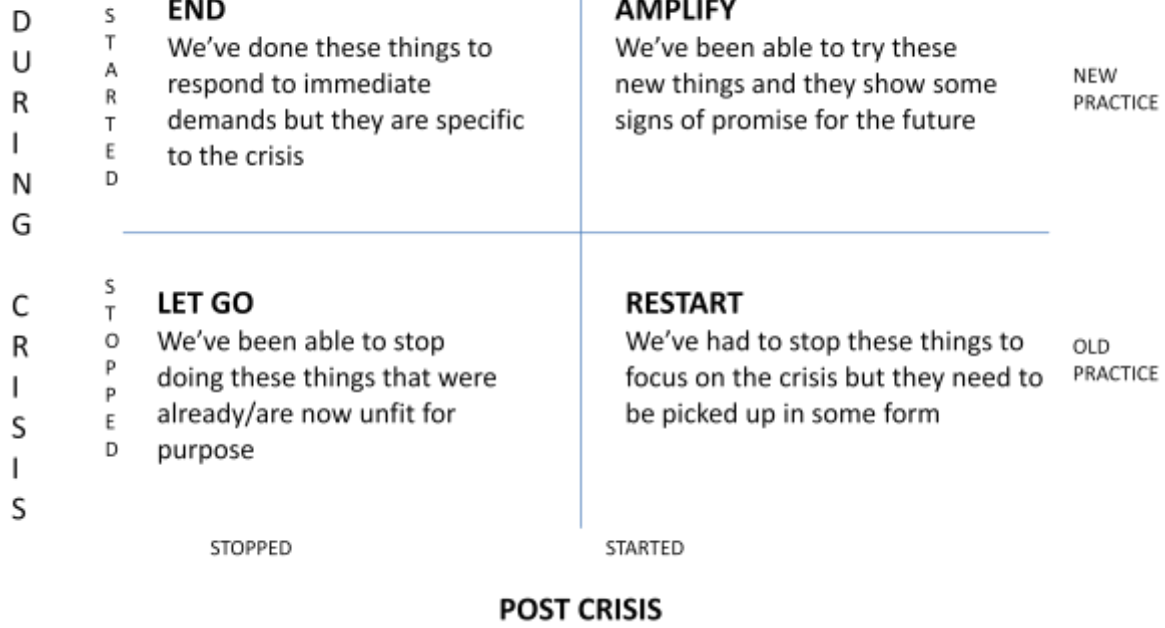 DURING CRISIS
STARTED
END
We've done these things to
respond to immediate
demands but they are specific
to the crisis
AMPLIFY
We've been able to try these
new things and they show some
signs of promise for the future
NEW
PRACTICE
STOPPED
LET GO
We've been able to stop
doing these things that were
already/are now unfit for
purpose
RESTART
We've had to stop these things to
focus on the crisis but they need to
be picked up in some form
OLD
PRACTICE
STOPPED
STARTED
POST CRISIS